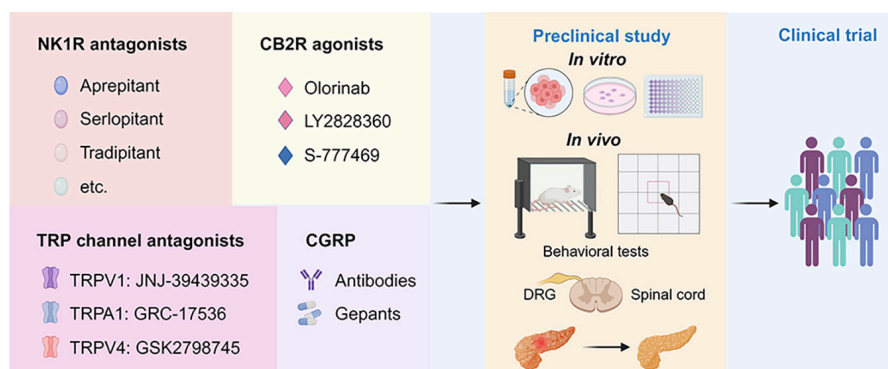 NK1R antagonists
Aprepitant
Serlopitant
Tradipitant
etc.
CB2R agonists
Olorinab
LY2828360
S-777469
TRP channel antagonists
TRPV1: JNJ-39439335
TRPA1: GRC-17536
TRPV4: GSK2798745
CGRP
Antibodies
Gepants
Preclinical study
In vitro
In vivo
Behavioral tests
DRG
Spinal cord
Clinical trial